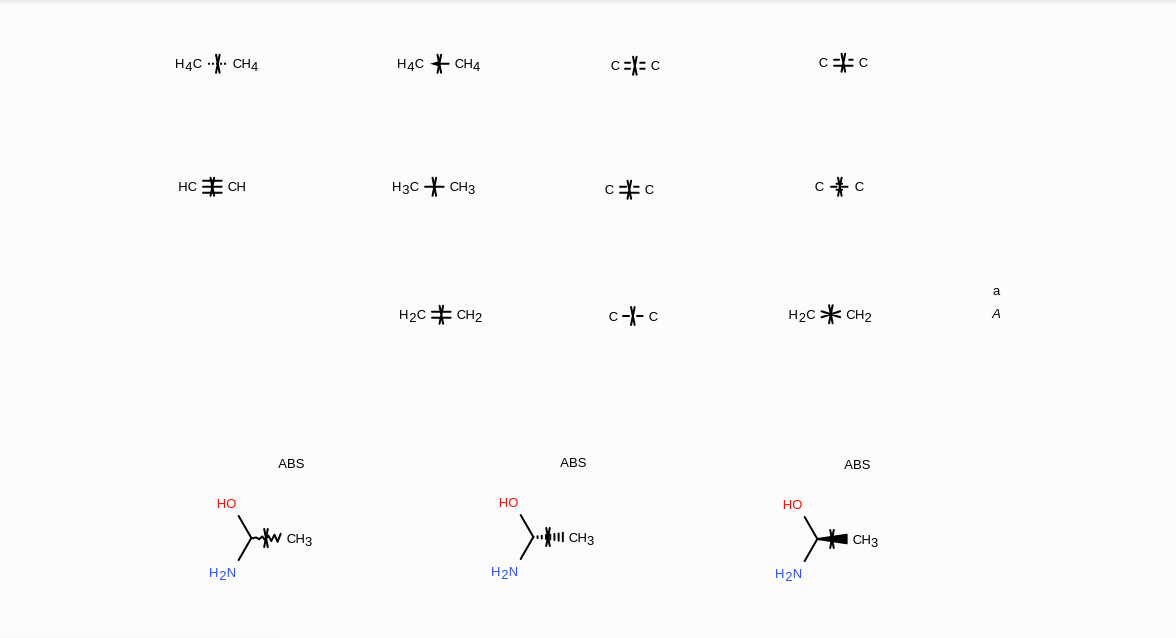 H4C CH4 H4C CH4 C C C C
HC CH H3C CH3 C C C C
a
H2C CH2 C C H2C CH2 A
ABS ABS ABS
HO HO HO
CH3 CH3 CH3
H2N H2N H2N